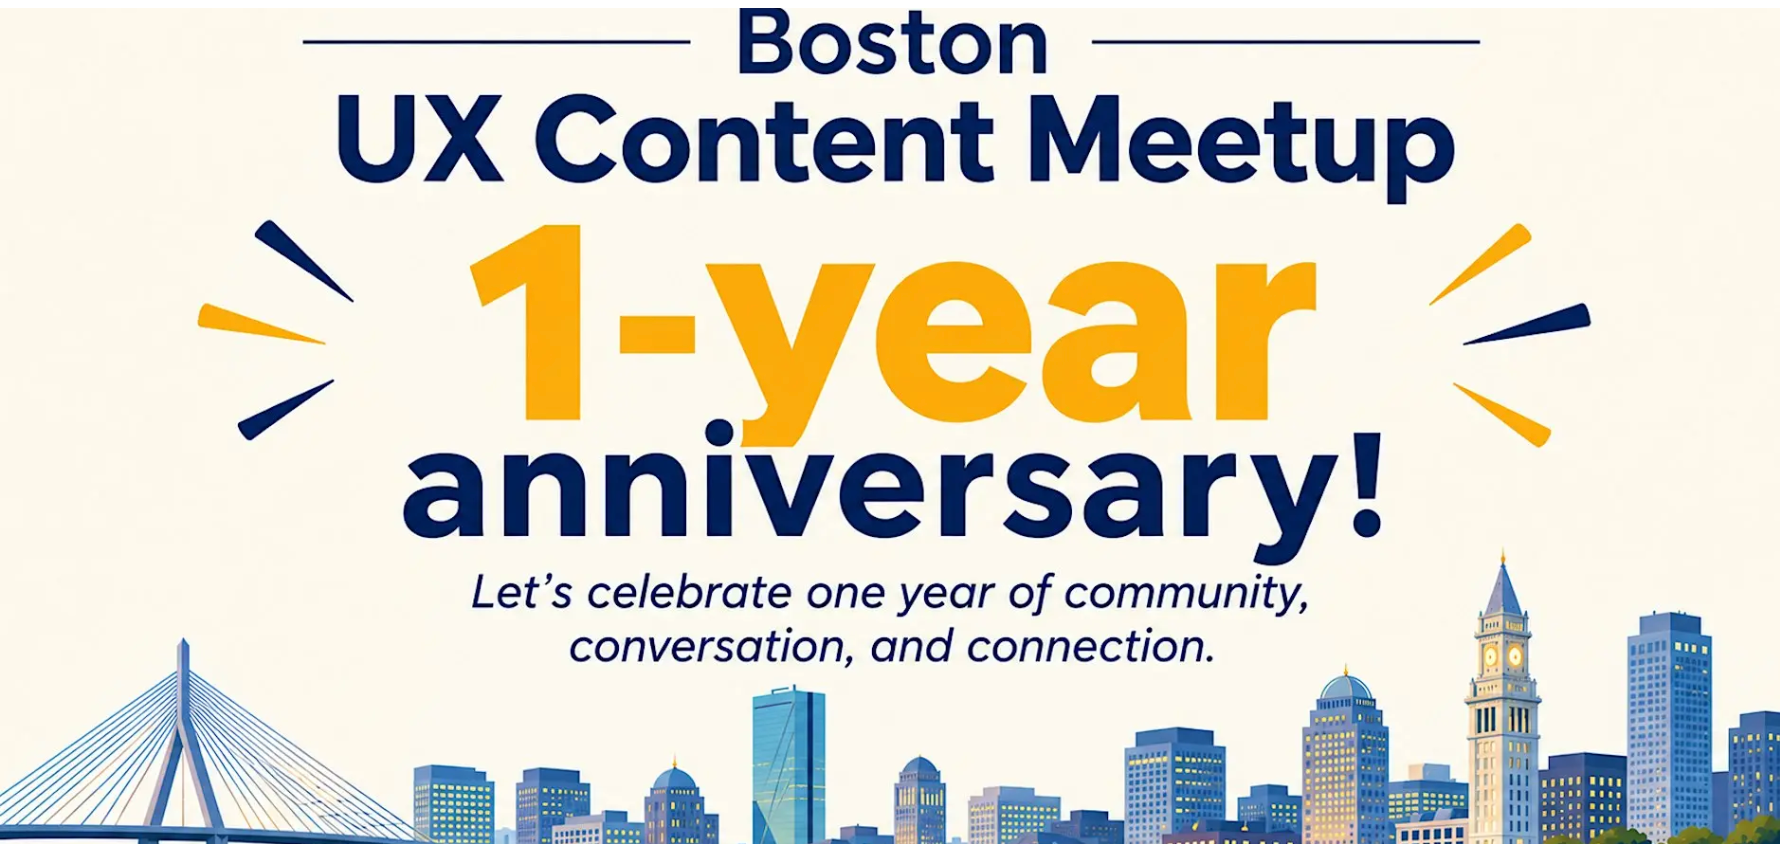 Boston
UX Content Meetup
1-year
anniversary!
Let’s celebrate one year of community,
conversation, and connection.